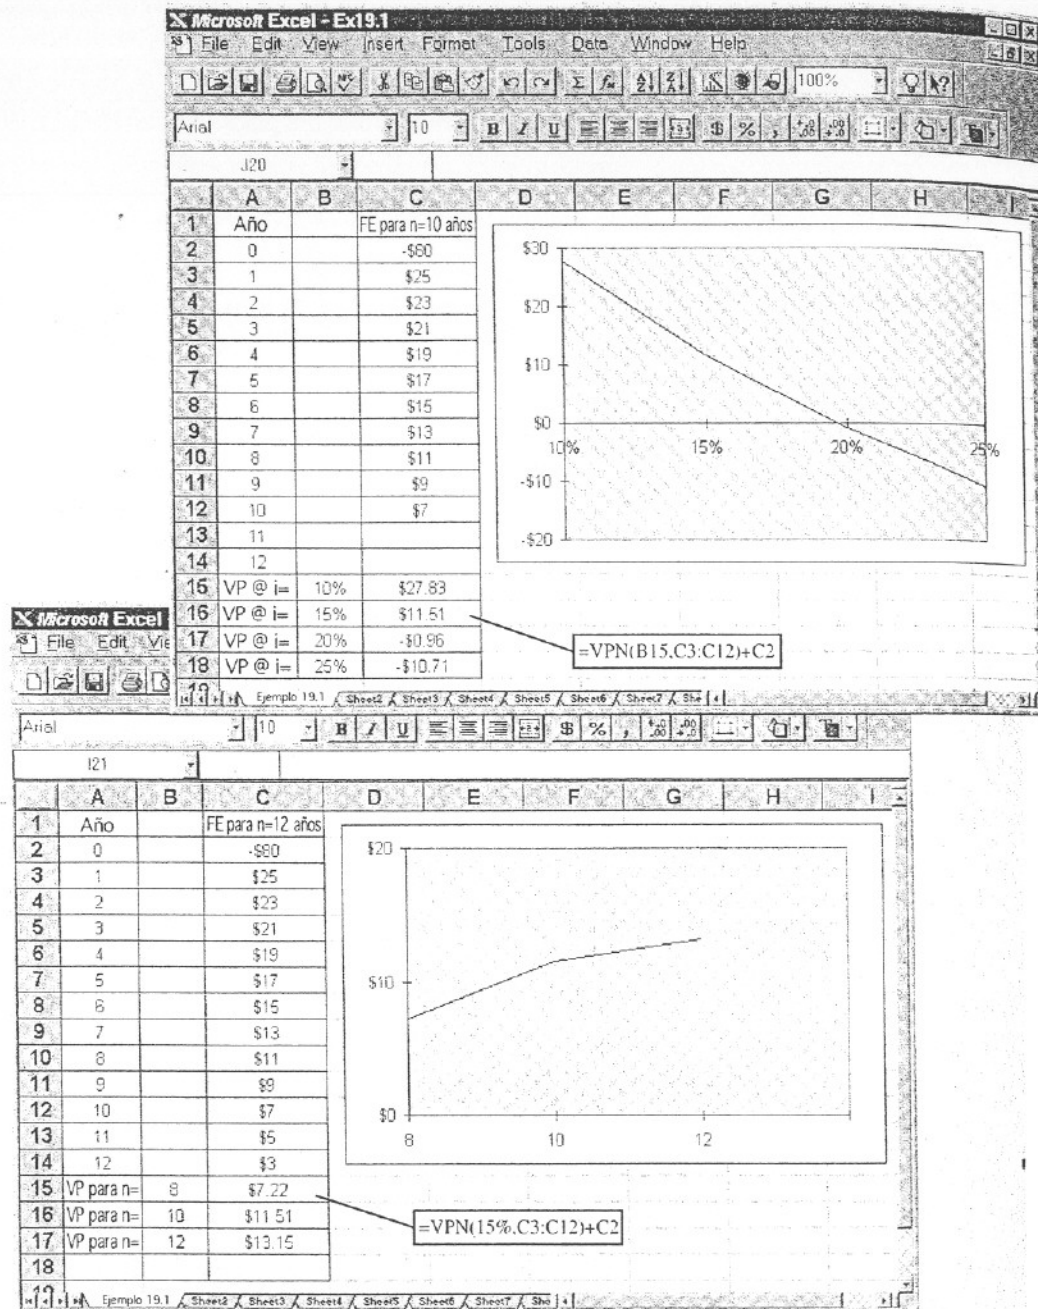 Microsoft Excel - Ex19.1
File Edit View Insert Format Tools Data Window Help
100%
Arial 10 B I U $ % ,
J20
A B C D E F G H I
1 Año FE para n=10 años
2 0 -$80
3 1 $25
4 2 $23
5 3 $21
6 4 $19
7 5 $17
8 6 $15
9 7 $13
10 8 $11
11 9 $9
12 10 $7
13 11
14 12
15 VP @ i= 10% $27.83
16 VP @ i= 15% $11.51
17 VP @ i= 20% -$0.96
18 VP @ i= 25% -$10.71
19
$30
$20
$10
$0
10% 15% 20% 25%
-$10
-$20
=VPN(B15,C3:C12)+C2
Ejemplo 19.1 Sheet2 Sheet3 Sheet4 Sheet5 Sheet6 Sheet7 She
Microsoft Excel
File Edit Vie
Arial 10 B I U $ % ,
I21
A B C D E F G H I
1 Año FE para n=12 años
2 0 -$80
3 1 $25
4 2 $23
5 3 $21
6 4 $19
7 5 $17
8 6 $15
9 7 $13
10 8 $11
11 9 $9
12 10 $7
13 11 $5
14 12 $3
15 VP para n= 8 $7.22
16 VP para n= 10 $11.51
17 VP para n= 12 $13.15
18
19
$20
$10
$0
8 10 12
=VPN(15%,C3:C12)+C2
Ejemplo 19.1 Sheet2 Sheet3 Sheet4 Sheet5 Sheet6 Sheet7 She